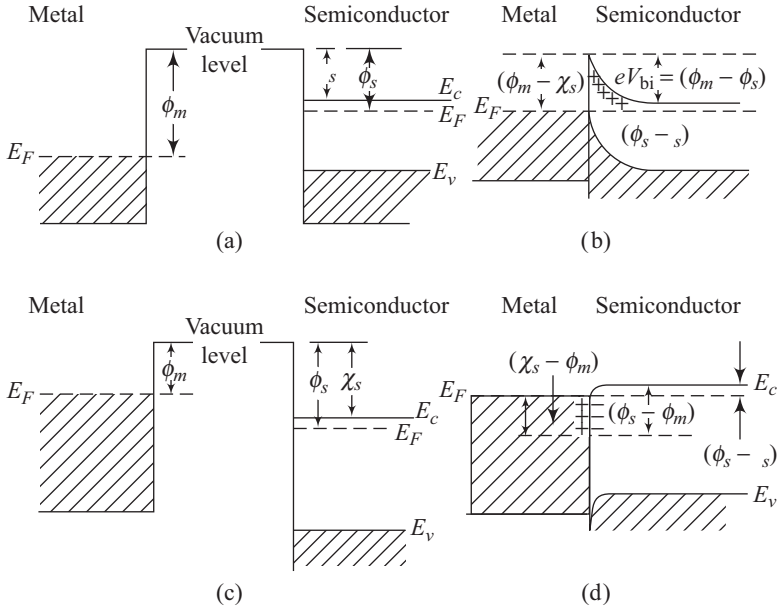 Metal Semiconductor
Vacuum level
ϕm
s
ϕs
Ec
EF
EF
Ev
(a)
(ϕm − χs)
eVbi = (ϕm − ϕs)
EF
(ϕs − s)
(b)
Metal Semiconductor
Vacuum level
ϕm
ϕs
χs
EF
Ec
EF
Ev
(c)
Metal Semiconductor
(χs − ϕm)
EF
Ec
(ϕs − ϕm)
(ϕs − s)
Ev
(d)